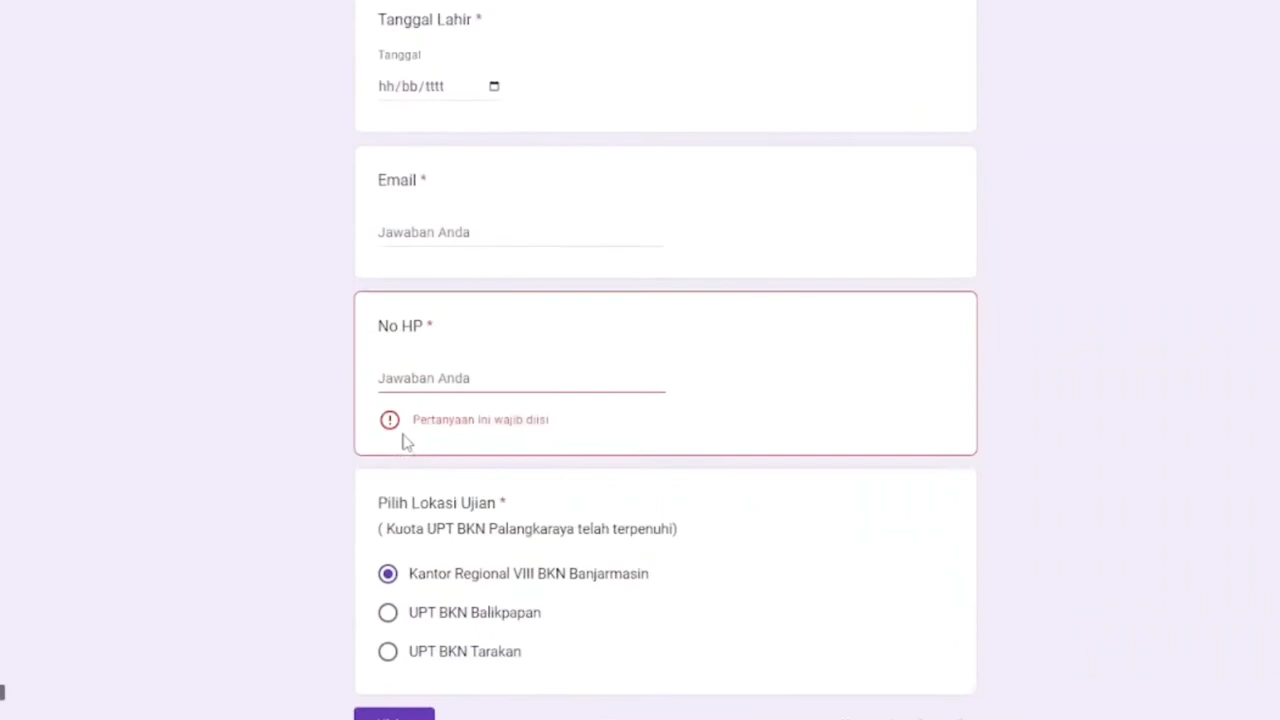 Tanggal Lahir *
Tanggal
hh/bb/tttt
Email *
Jawaban Anda
No HP *
Jawaban Anda
Pertanyaan ini wajib diisi
Pilih Lokasi Ujian *
( Kuota UPT BKN Palangkaraya telah terpenuhi)
Kantor Regional VIII BKN Banjarmasin
UPT BKN Balikpapan
UPT BKN Tarakan